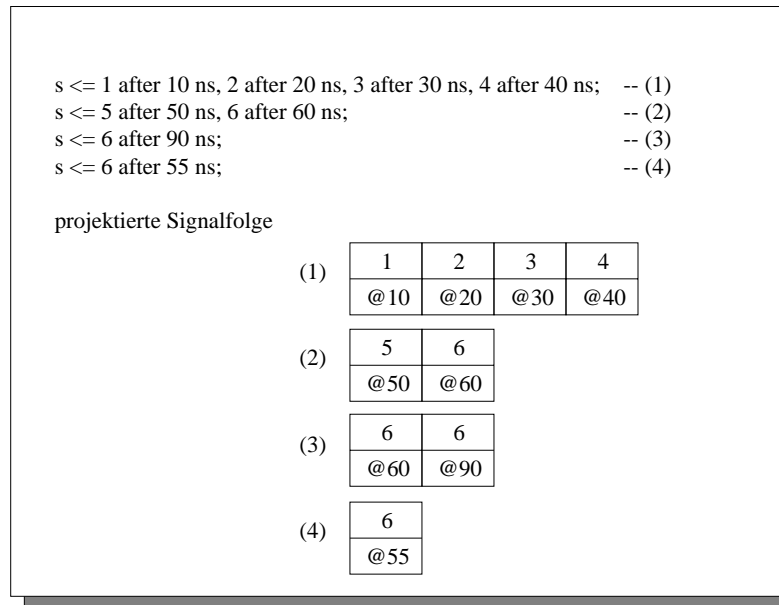 s <= 1 after 10 ns, 2 after 20 ns, 3 after 30 ns, 4 after 40 ns; -- (1)
s <= 5 after 50 ns, 6 after 60 ns; -- (2)
s <= 6 after 90 ns; -- (3)
s <= 6 after 55 ns; -- (4)
projektierte Signalfolge
(1) 1 2 3 4
@10 @20 @30 @40
(2) 5 6
@50 @60
(3) 6 6
@60 @90
(4) 6
@55